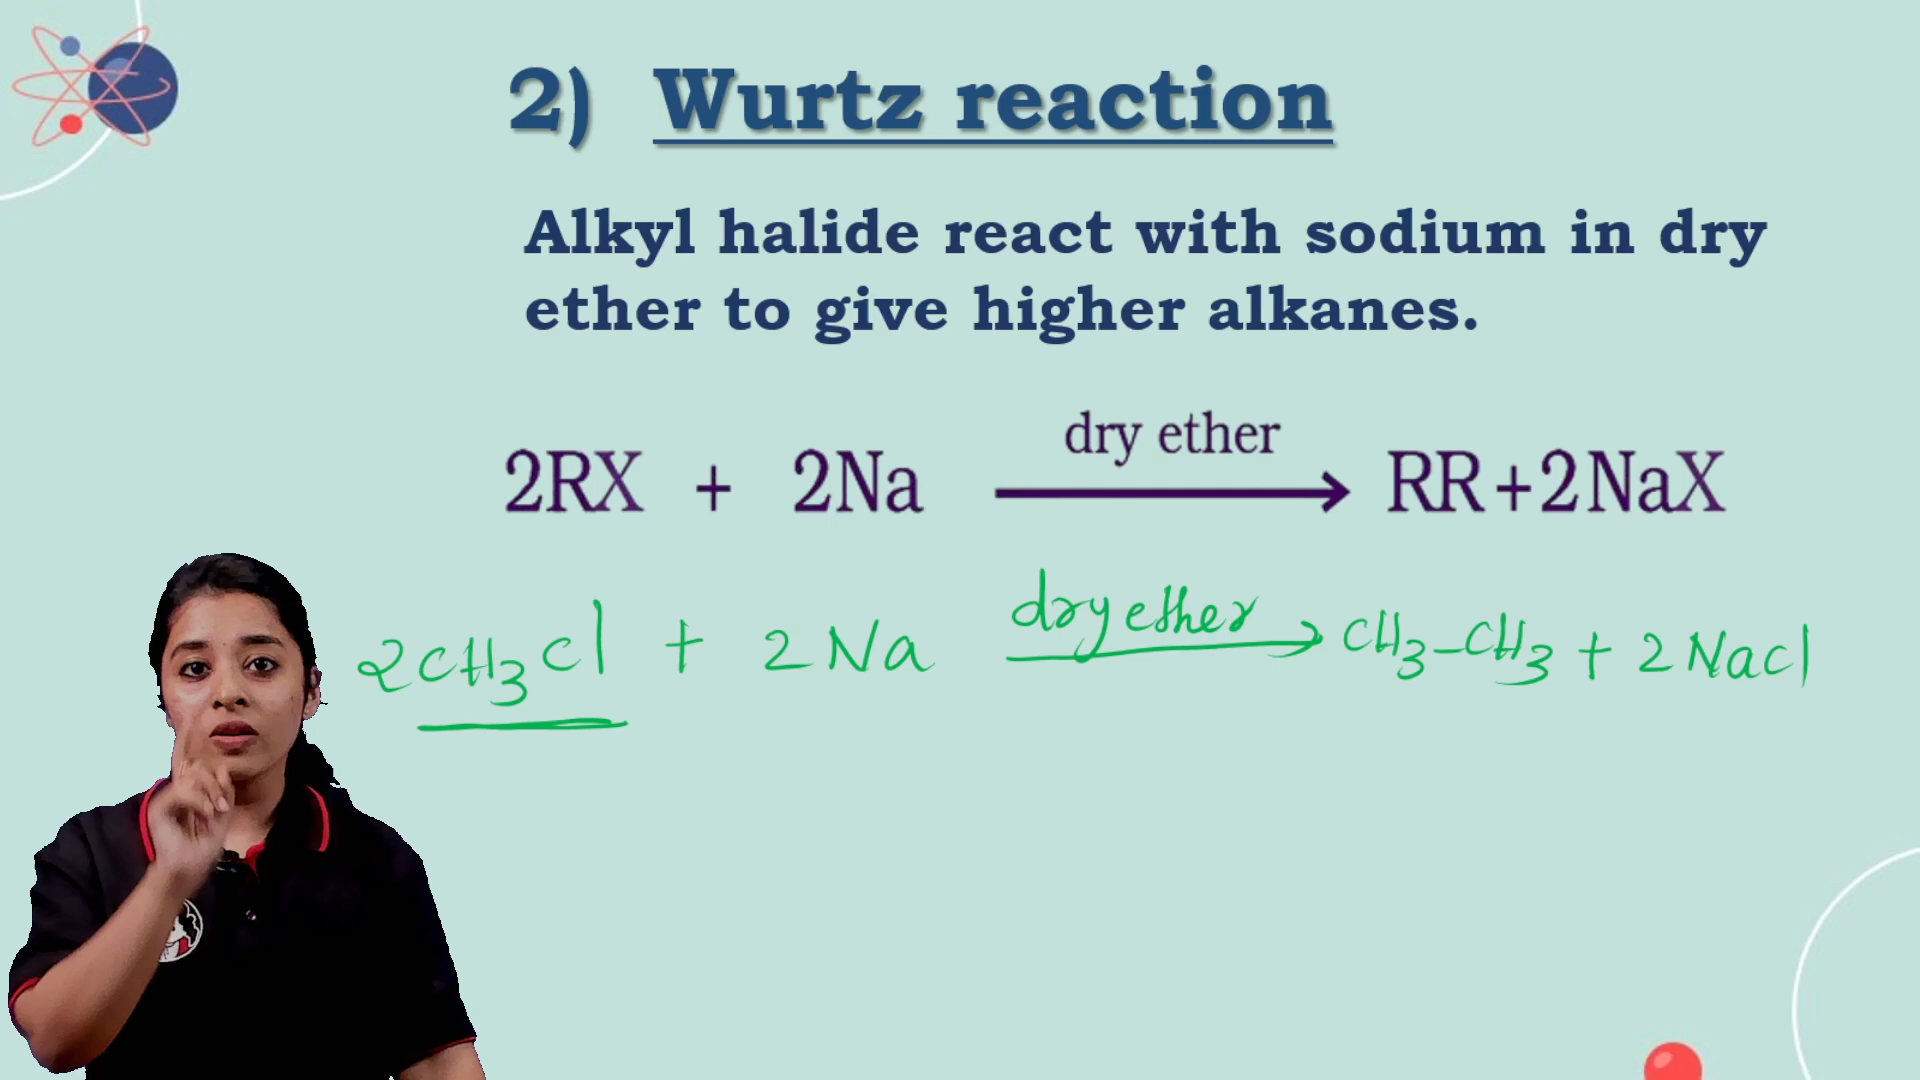 2) Wurtz reaction
Alkyl halide react with sodium in dry
ether to give higher alkanes.
dry ether
2RX + 2Na ⟶ RR+2NaX
dry ether
2CH3Cl + 2Na ⟶ CH3-CH3 + 2NaCl